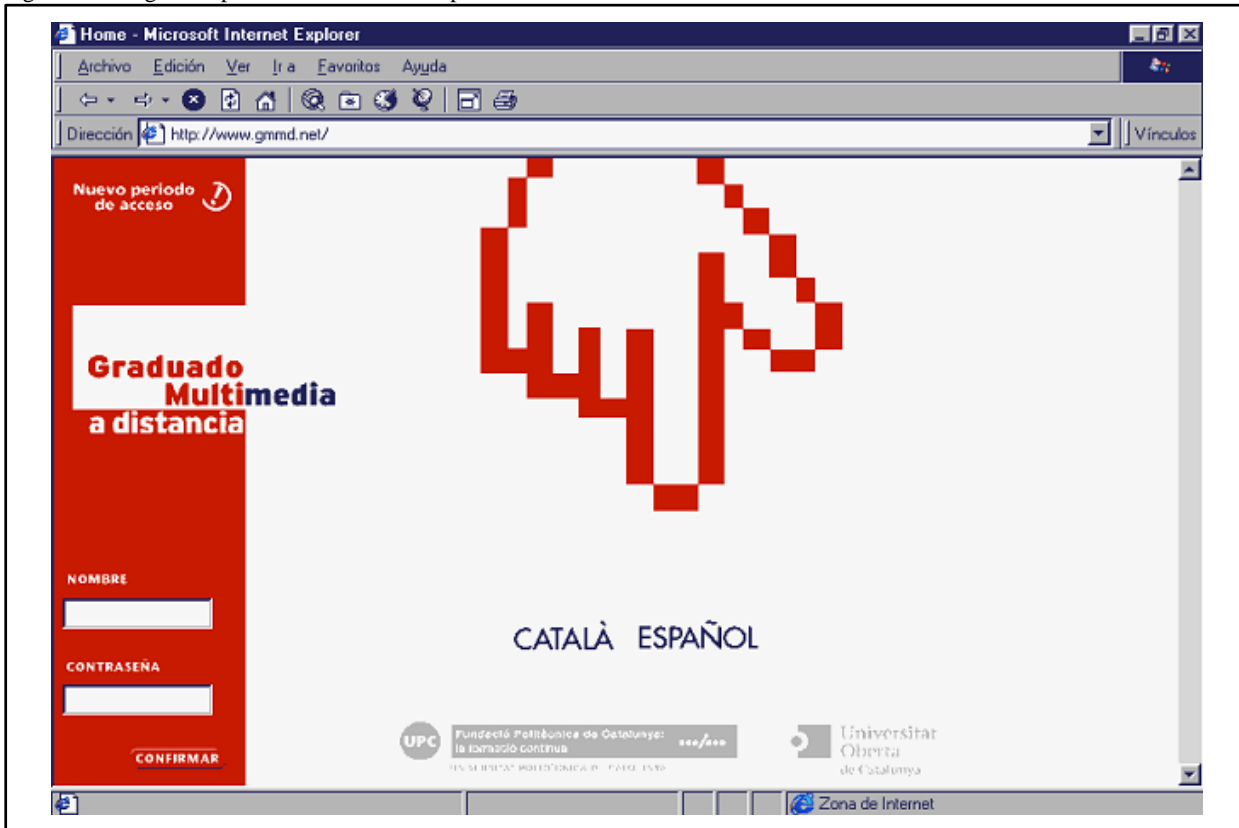 Home - Microsoft Internet Explorer
Archivo Edición Ver Ir a Favoritos Ayuda
Dirección http://www.gmmd.net/ Vínculos
Nuevo periodo
de acceso
Graduado
Multimedia
a distancia
NOMBRE
CONTRASEÑA
CONFIRMAR
CATALÀ ESPAÑOL
UPC
Fundació Politècnica de Catalunya:
la formació contínua
Universitat
Oberta
de Catalunya
Zona de Internet